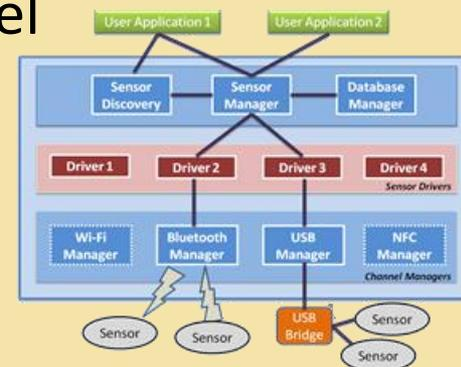 el
User Application 1
User Application 2
Sensor Discovery
Sensor Manager
Database Manager
Driver 1
Driver 2
Driver 3
Driver 4
Sensor Drivers
Wi-Fi Manager
Bluetooth Manager
USB Manager
NFC Manager
Channel Managers
USB Bridge
Sensor
Sensor
Sensor
Sensor